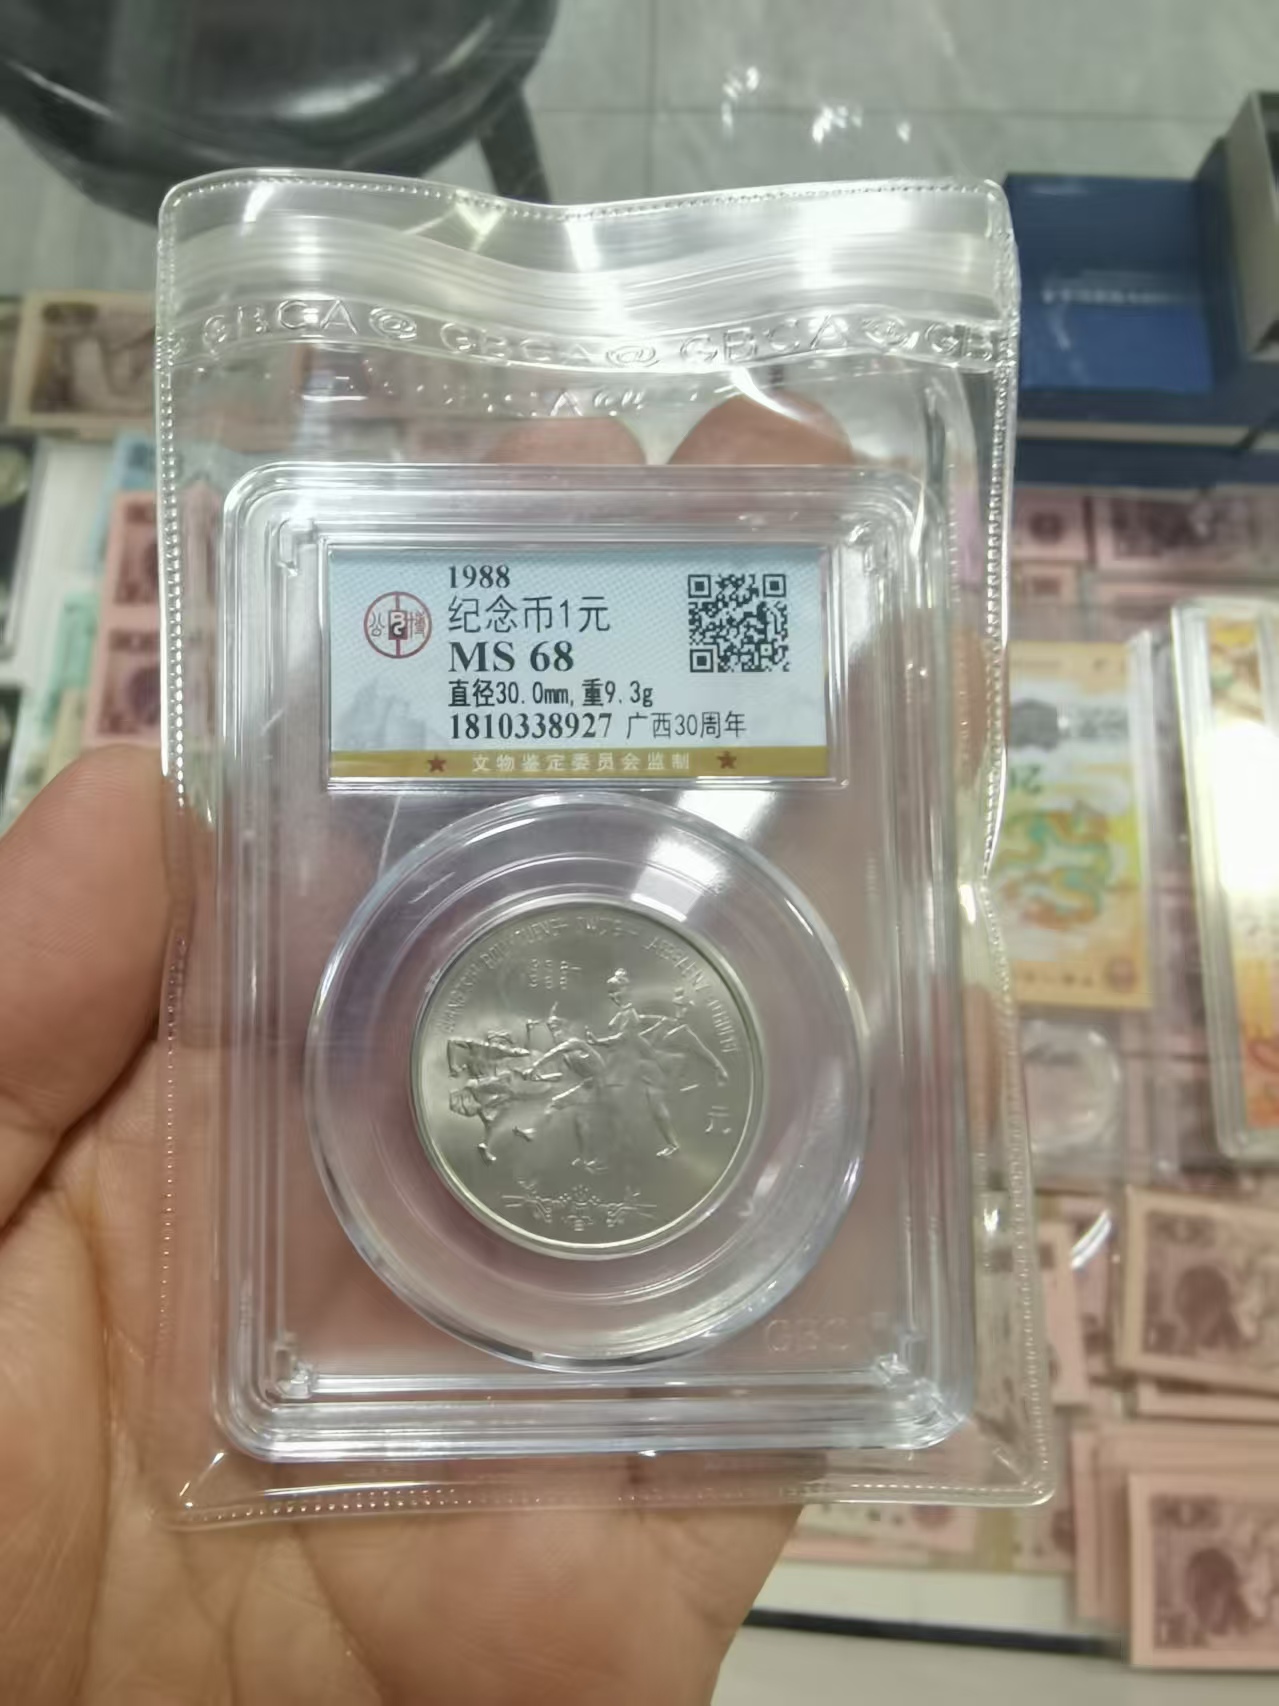 GBCA@ GBCA@ GBCA@GB
1988
纪念币1元
MS 68
直径30.0mm,重9.3g
1810338927 广西30周年
公博
★ 文物鉴定委员会监制 ★
1958-
1988
一元